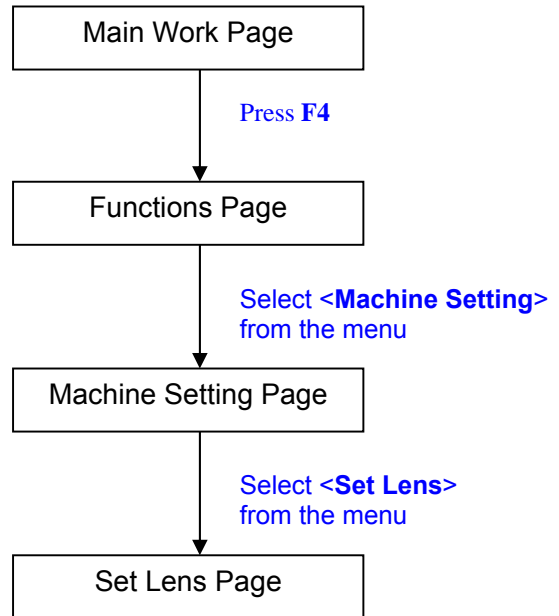 Main Work Page
Press F4
Functions Page
Select <Machine Setting>
from the menu
Machine Setting Page
Select <Set Lens>
from the menu
Set Lens Page